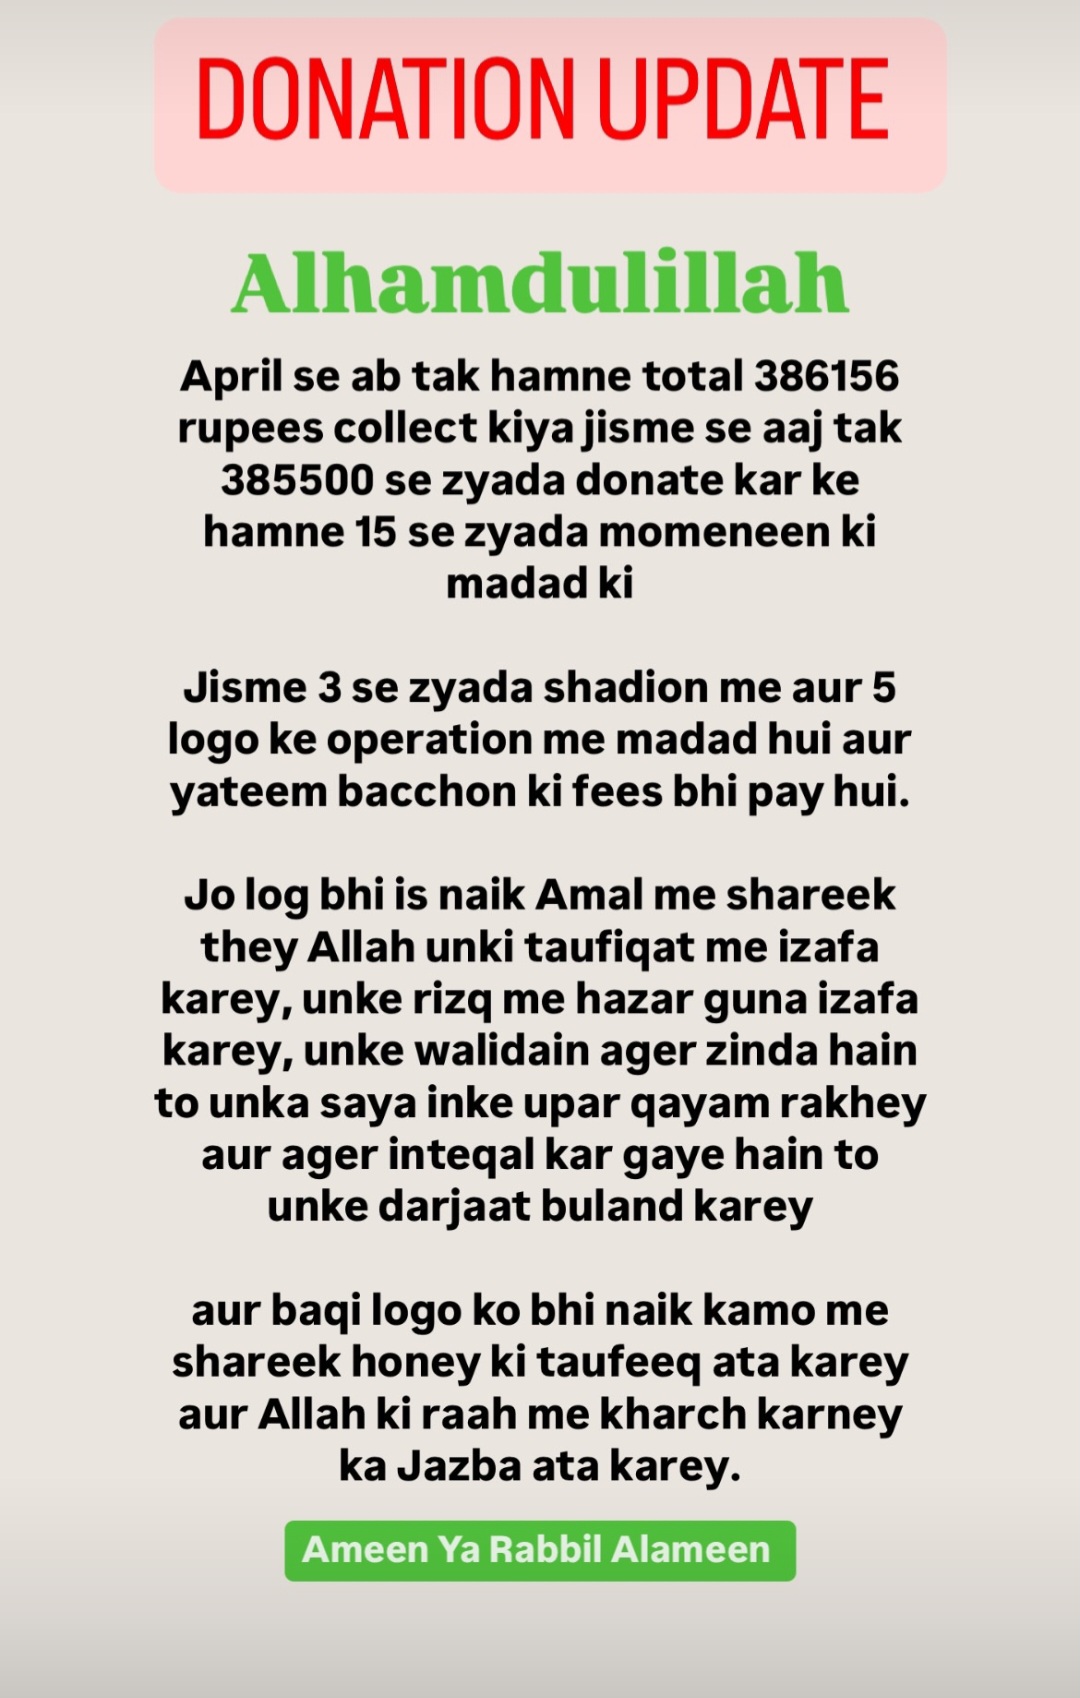 DONATION UPDATE
Alhamdulillah
April se ab tak hamne total 386156
rupees collect kiya jisme se aaj tak
385500 se zyada donate kar ke
hamne 15 se zyada momeneen ki
madad ki
Jisme 3 se zyada shadion me aur 5
logo ke operation me madad hui aur
yateem bacchon ki fees bhi pay hui.
Jo log bhi is naik Amal me shareek
they Allah unki taufiqat me izafa
karey, unke rizq me hazar guna izafa
karey, unke walidain ager zinda hain
to unka saya inke upar qayam rakhey
aur ager inteqal kar gaye hain to
unke darjaat buland karey
aur baqi logo ko bhi naik kamo me
shareek honey ki taufeeq ata karey
aur Allah ki raah me kharch karney
ka Jazba ata karey.
Ameen Ya Rabbil Alameen